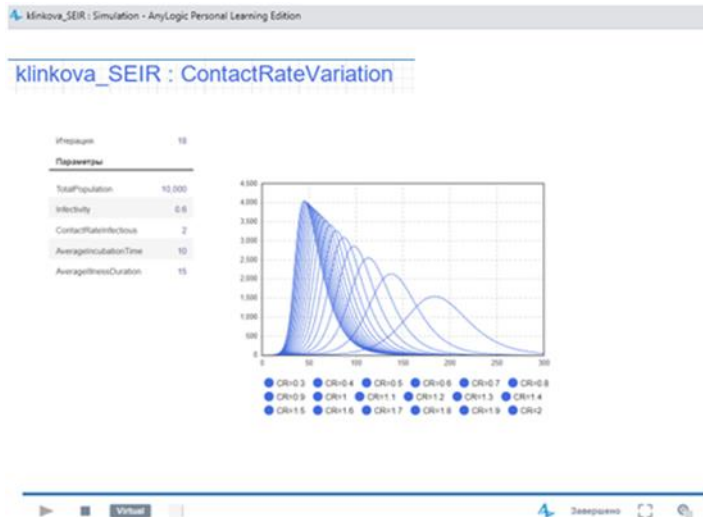 klinkova_SEIR : Simulation - AnyLogic Personal Learning Edition
klinkova_SEIR : ContactRateVariation
Итерация 18
Параметры
TotalPopulation 10,000
Infectivity 0.6
ContactRateInfectious 2
AverageIncubationTime 10
AverageIllnessDuration 15
4,500
4,000
3,500
3,000
2,500
2,000
1,500
1,000
500
0
0 50 100 150 200 250 300
CR=0.3 CR=0.4 CR=0.5 CR=0.6 CR=0.7 CR=0.8
CR=0.9 CR=1 CR=1.1 CR=1.2 CR=1.3 CR=1.4
CR=1.5 CR=1.6 CR=1.7 CR=1.8 CR=1.9 CR=2
Virtual Завершено